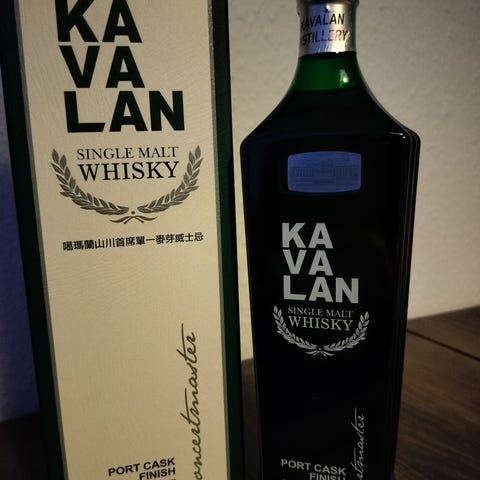 KA
VA
LAN
SINGLE MALT
WHISKY
噶瑪蘭山川首席單一麥芽威士忌
concertmaster
PORT CASK
FINISH
KAVALAN
DISTILLERY
KA
VA
LAN
SINGLE MALT
WHISKY
PORT CASK
FINISH